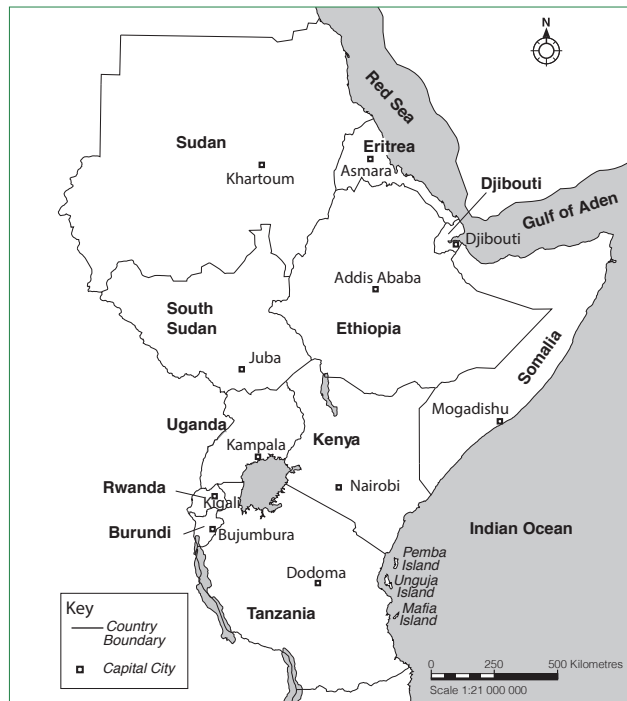 N
Red Sea
Sudan
Eritrea
Asmara
Khartoum
Djibouti
Gulf of Aden
Djibouti
Addis Ababa
South
Sudan
Ethiopia
Somalia
Juba
Mogadishu
Uganda
Kenya
Kampala
Rwanda
Kigali
Nairobi
Burundi
Bujumbura
Indian Ocean
Pemba
Island
Unguja
Island
Mafia
Island
Dodoma
Tanzania
Key
Country
Boundary
Capital City
0 250 500 Kilometres
Scale 1:21 000 000